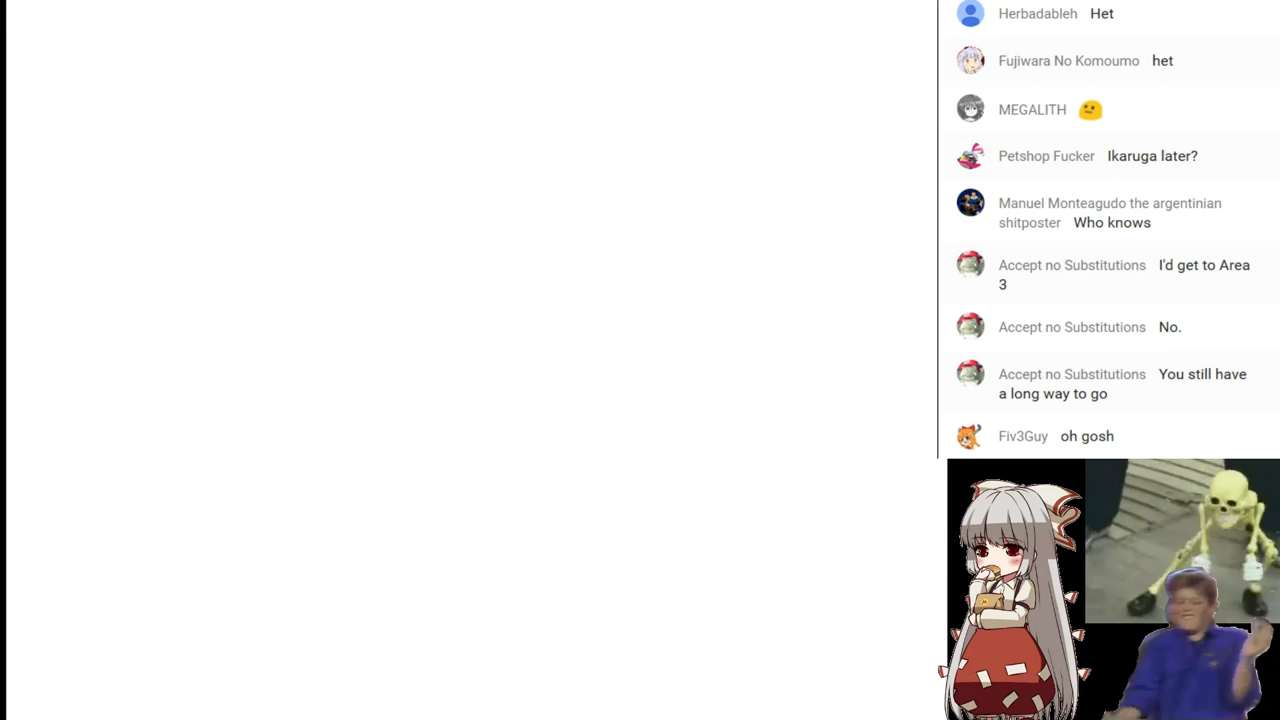 Herbadableh Het
Fujiwara No Komoumo het
MEGALITH
Petshop Fucker Ikaruga later?
Manuel Monteagudo the argentinian
shitposter Who knows
Accept no Substitutions I'd get to Area
3
Accept no Substitutions No.
Accept no Substitutions You still have
a long way to go
Fiv3Guy oh gosh